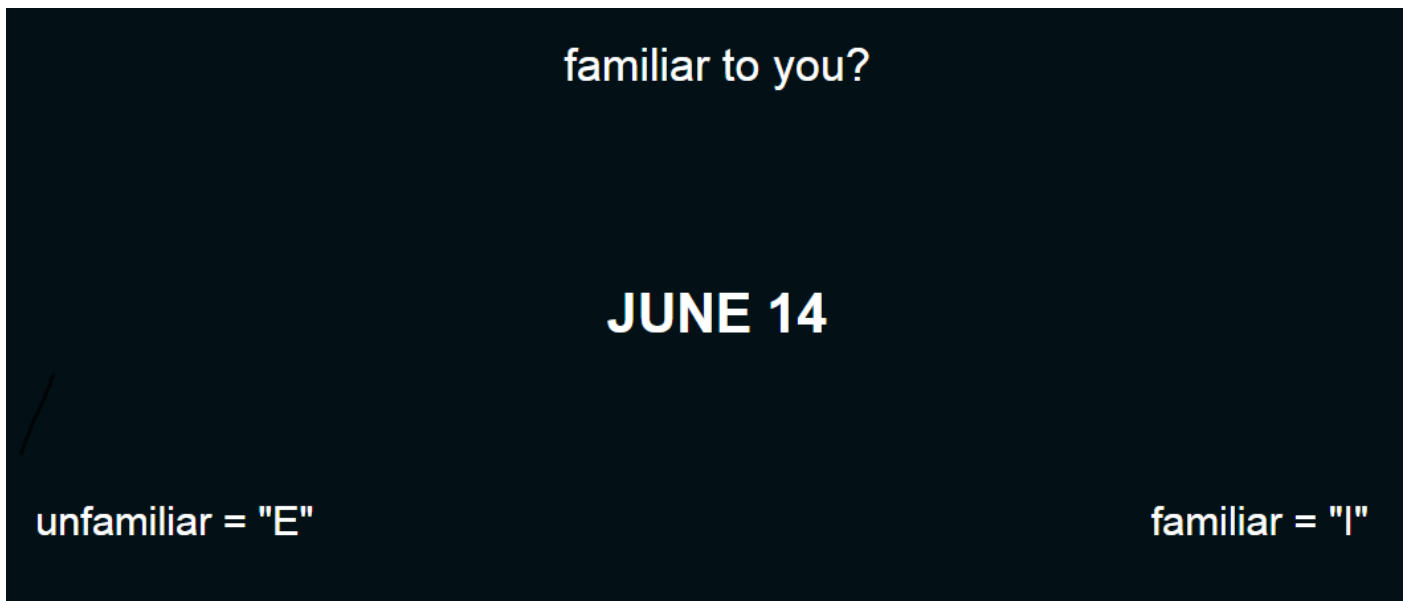 familiar to you?
JUNE 14
unfamiliar = "E"
familiar = "I"